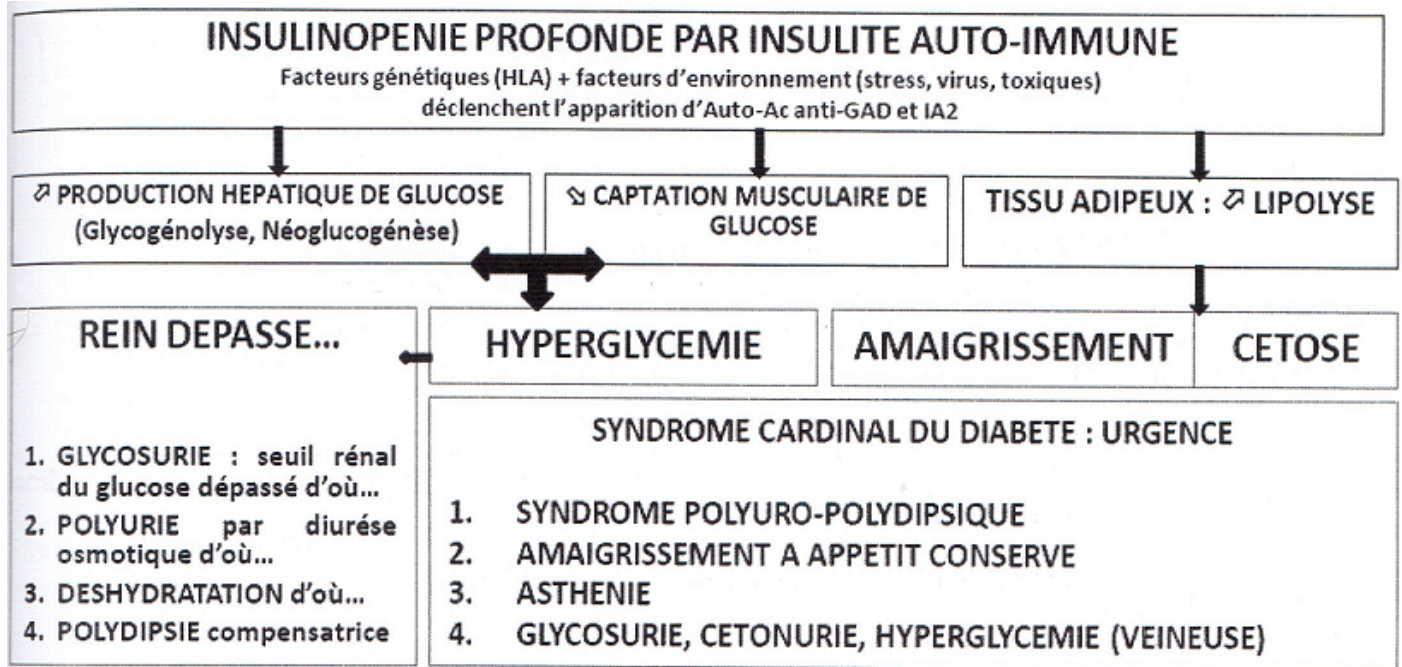 INSULINOPENIE PROFONDE PAR INSULITE AUTO-IMMUNE
Facteurs génétiques (HLA) + facteurs d'environnement (stress, virus, toxiques)
déclenchent l'apparition d'Auto-Ac anti-GAD et IA2
⬀ PRODUCTION HEPATIQUE DE GLUCOSE
(Glycogénolyse, Néoglucogénèse)
⬂ CAPTATION MUSCULAIRE DE
GLUCOSE
TISSU ADIPEUX : ⬀ LIPOLYSE
REIN DEPASSE...
1. GLYCOSURIE : seuil rénal
du glucose dépassé d'où...
2. POLYURIE par diurése
osmotique d'où...
3. DESHYDRATATION d'où...
4. POLYDIPSIE compensatrice
HYPERGLYCEMIE
AMAIGRISSEMENT
CETOSE
SYNDROME CARDINAL DU DIABETE : URGENCE
1. SYNDROME POLYURO-POLYDIPSIQUE
2. AMAIGRISSEMENT A APPETIT CONSERVE
3. ASTHENIE
4. GLYCOSURIE, CETONURIE, HYPERGLYCEMIE (VEINEUSE)